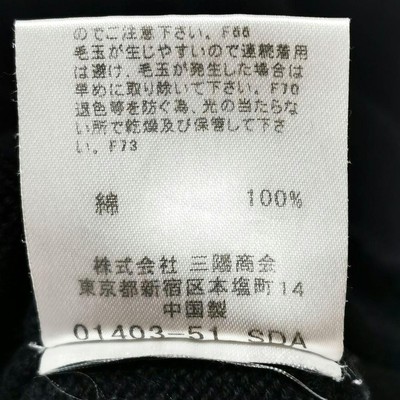 のでご注意下さい。F66
毛玉が生じやすいので連続着用
は避け、毛玉が発生した場合は
早めに取り除いて下さい。F70
退色等を防ぐ為、光の当たらな
い所で乾燥及び保管して下さ
い。F73
綿 100%
株式会社 三陽商会
東京都新宿区本塩町14
中国製
01403-51 SDA